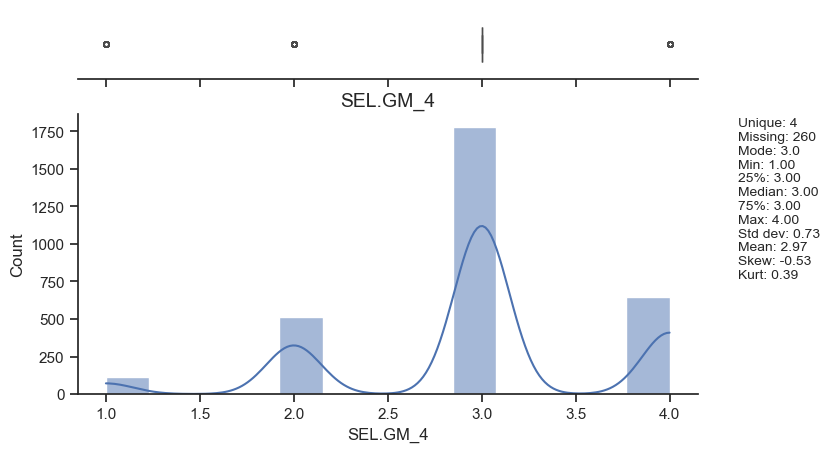 SEL.GM_4
1750
1500
1250
1000
750
500
250
0
Count
1.0 1.5 2.0 2.5 3.0 3.5 4.0
SEL.GM_4
Unique: 4
Missing: 260
Mode: 3.0
Min: 1.00
25%: 3.00
Median: 3.00
75%: 3.00
Max: 4.00
Std dev: 0.73
Mean: 2.97
Skew: -0.53
Kurt: 0.39